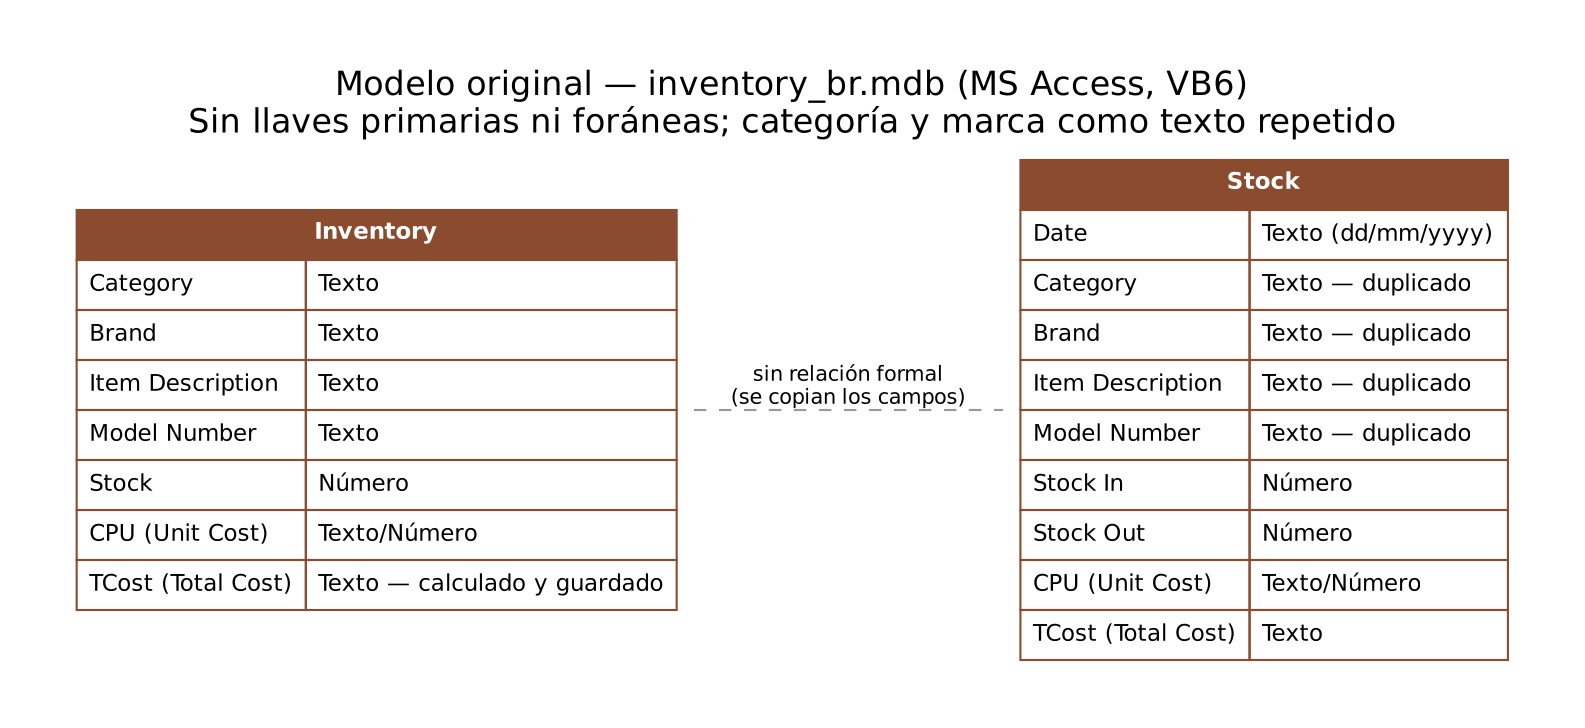 Modelo original — inventory_br.mdb (MS Access, VB6)
Sin llaves primarias ni foráneas; categoría y marca como texto repetido
Inventory
Category Texto
Brand Texto
Item Description Texto
Model Number Texto
Stock Número
CPU (Unit Cost) Texto/Número
TCost (Total Cost) Texto — calculado y guardado
sin relación formal
(se copian los campos)
Stock
Date Texto (dd/mm/yyyy)
Category Texto — duplicado
Brand Texto — duplicado
Item Description Texto — duplicado
Model Number Texto — duplicado
Stock In Número
Stock Out Número
CPU (Unit Cost) Texto/Número
TCost (Total Cost) Texto